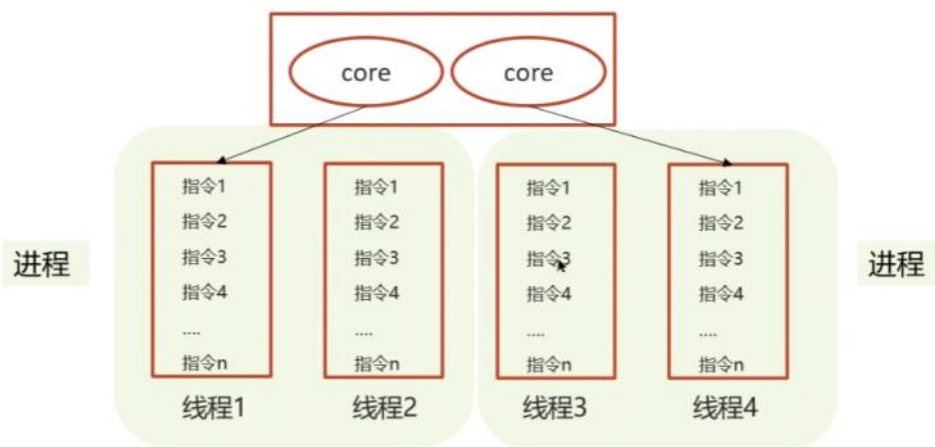 core
core
进程
指令1
指令2
指令3
指令4
....
指令n
线程1
指令1
指令2
指令3
指令4
....
指令n
线程2
指令1
指令2
指令3
指令4
....
指令n
线程3
指令1
指令2
指令3
指令4
....
指令n
线程4
进程